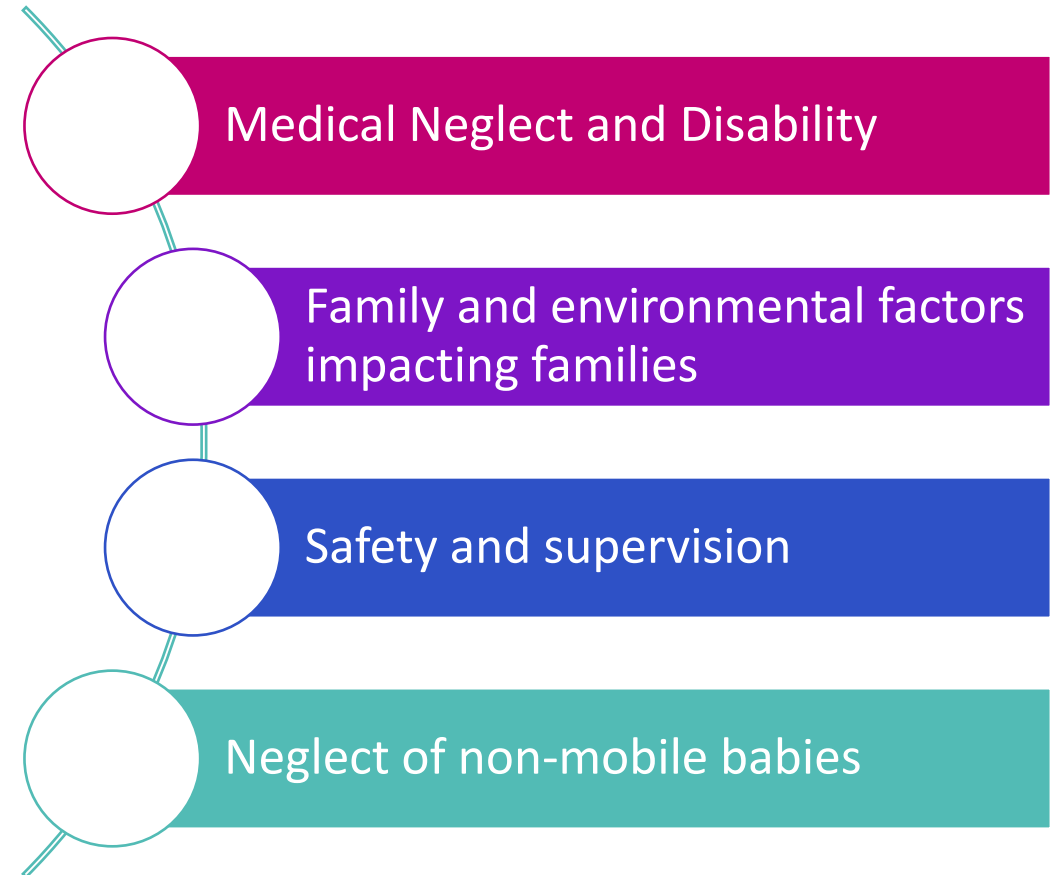 Medical Neglect and Disability
Family and environmental factors
impacting families
Safety and supervision
Neglect of non-mobile babies